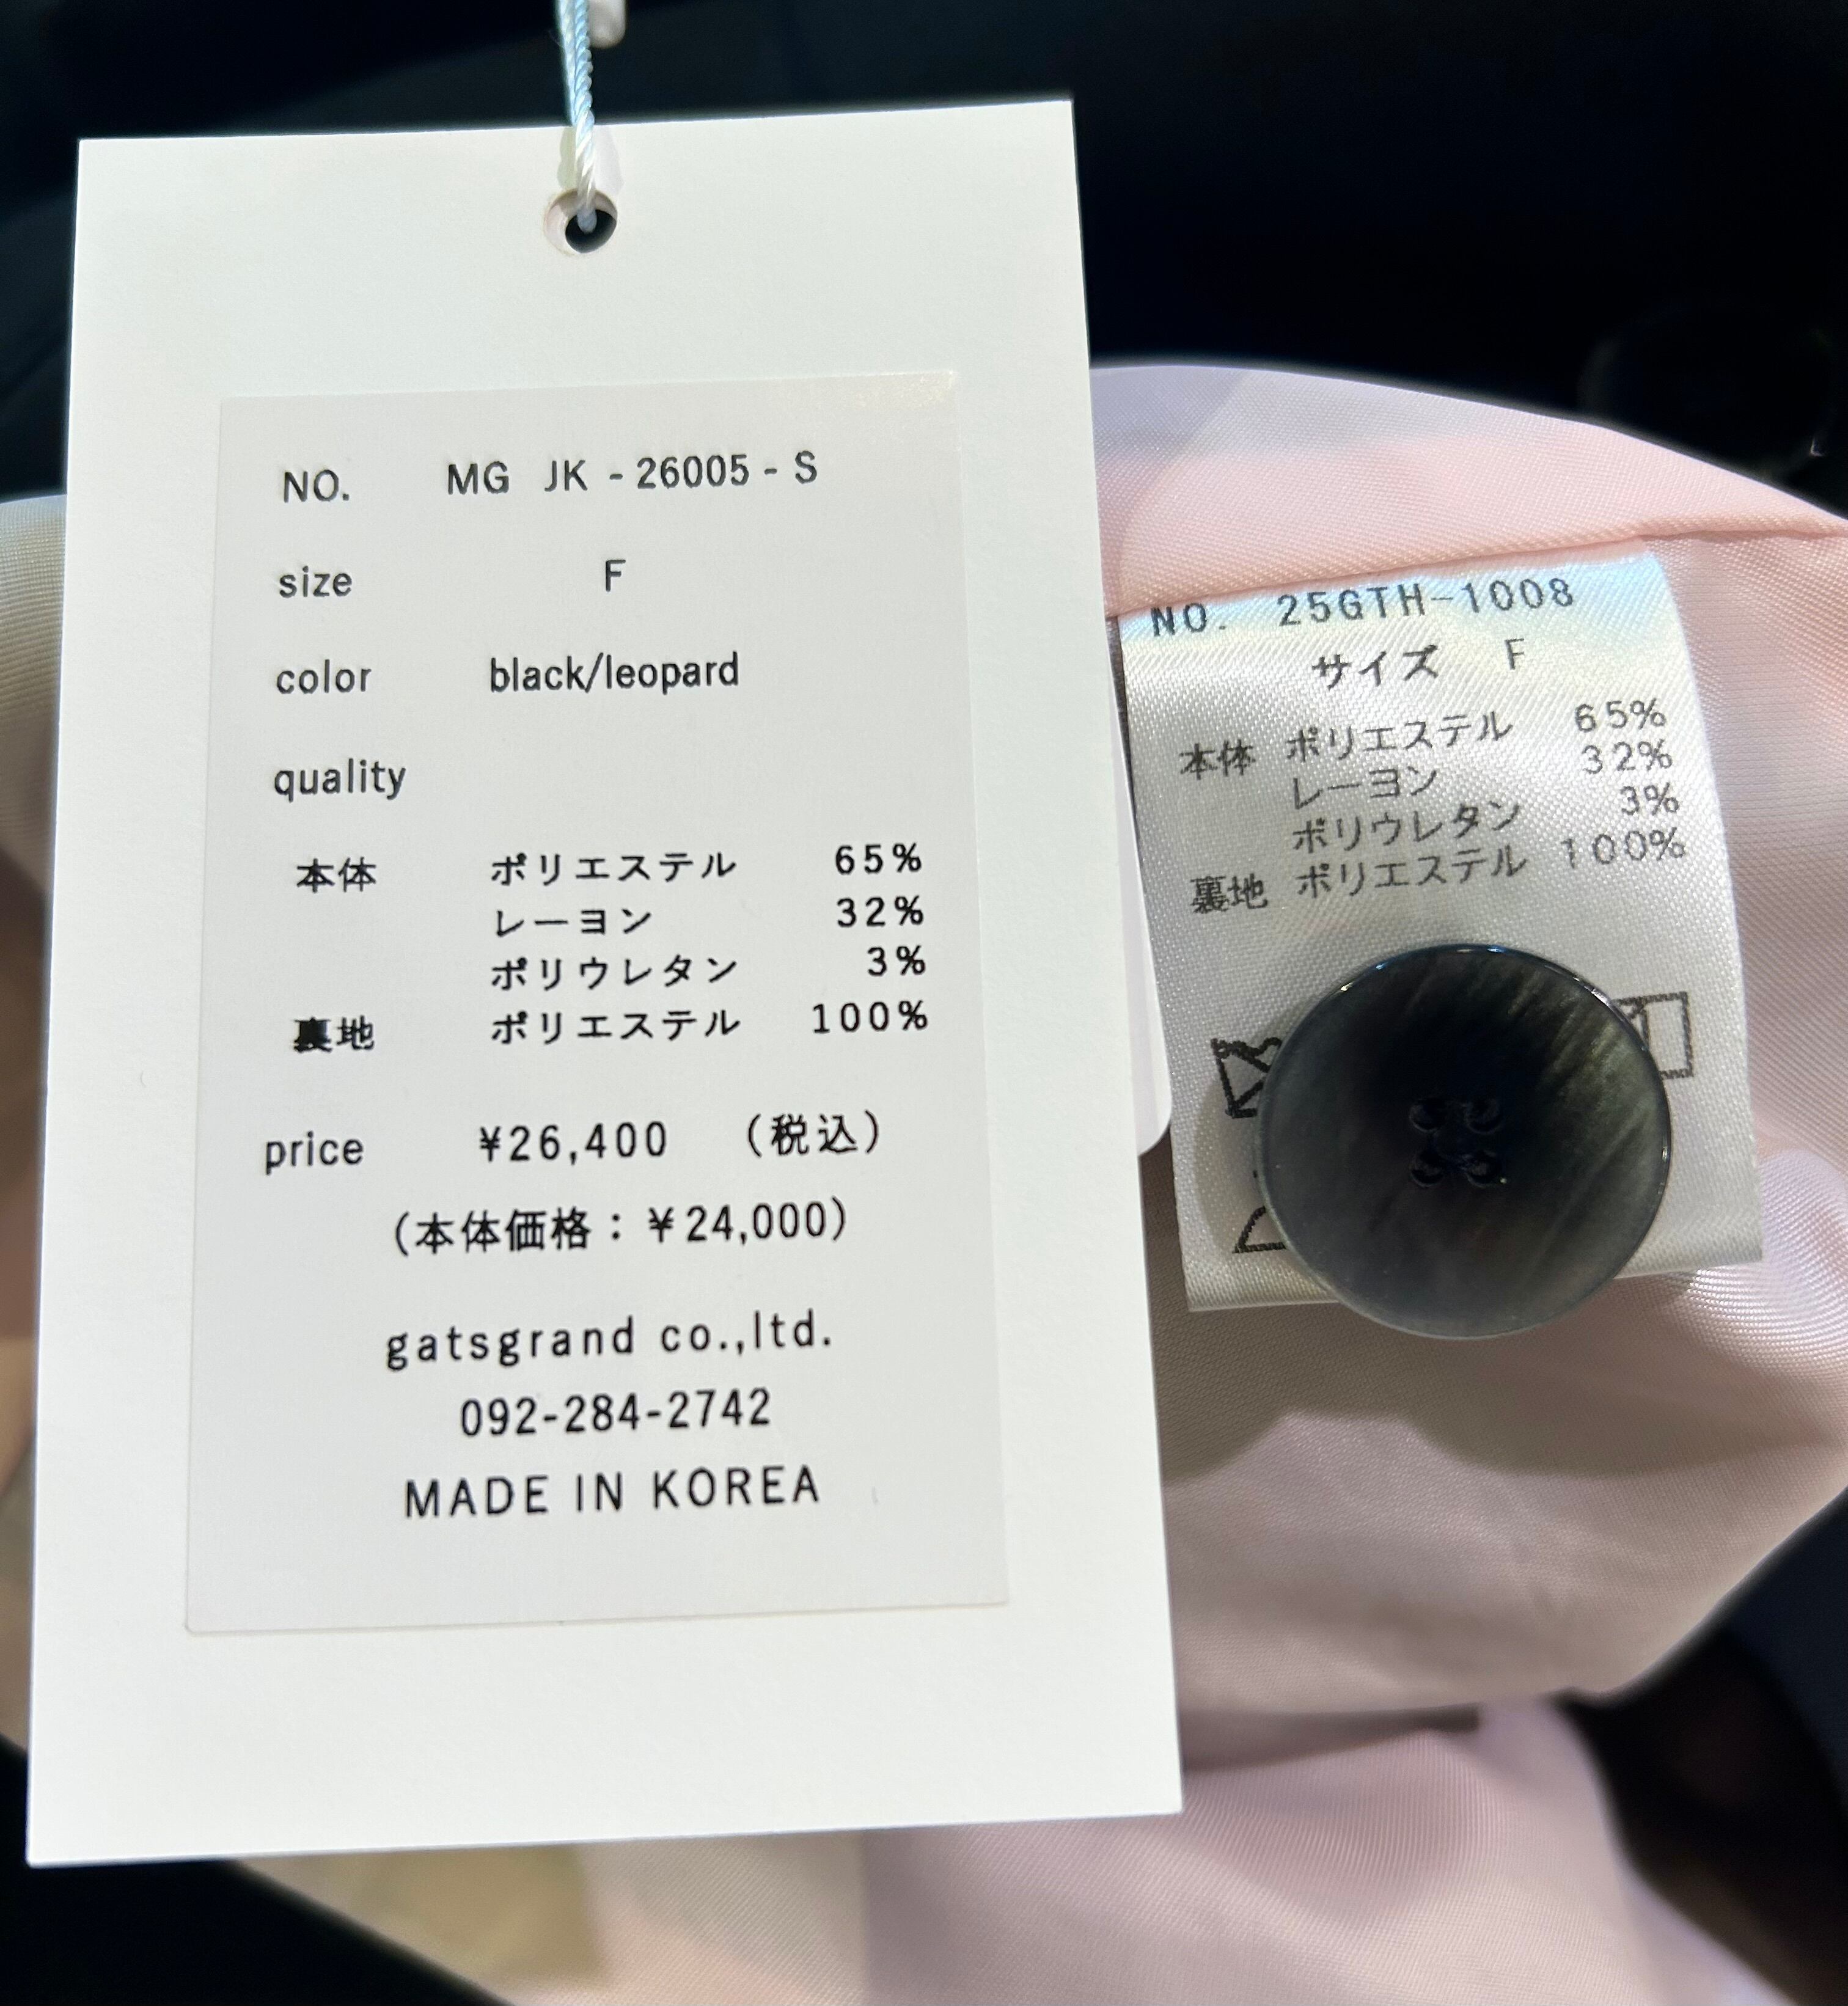 NO. MG JK - 26005 - S
size F
color black/leopard
quality
本体 ポリエステル 65%
レーヨン 32%
ポリウレタン 3%
裏地 ポリエステル 100%
price ¥26,400 (税込)
(本体価格：¥24,000)
gatsgrand co.,ltd.
092-284-2742
MADE IN KOREA
NO. 25GTH-1008
サイズ F
本体 ポリエステル 65%
レーヨン 32%
ポリウレタン 3%
裏地 ポリエステル 100%